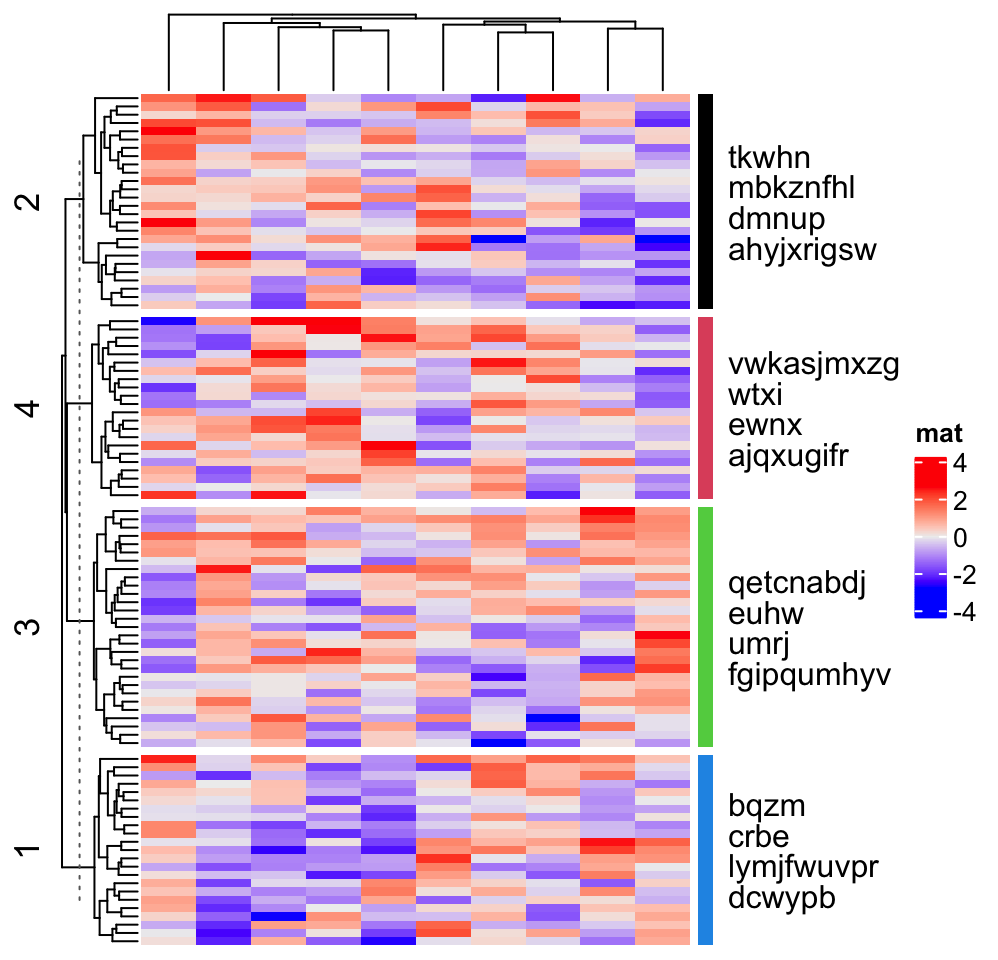 2
tkwhn
mbkznfhl
dmnup
ahyjxrigsw
4
vwkasjmxzg
wtxi
ewnx
ajqxugifr
3
qetcnabdj
euhw
umrj
fgipqumhyv
1
bqzm
crbe
lymjfwuvpr
dcwypb
mat
4
2
0
-2
-4